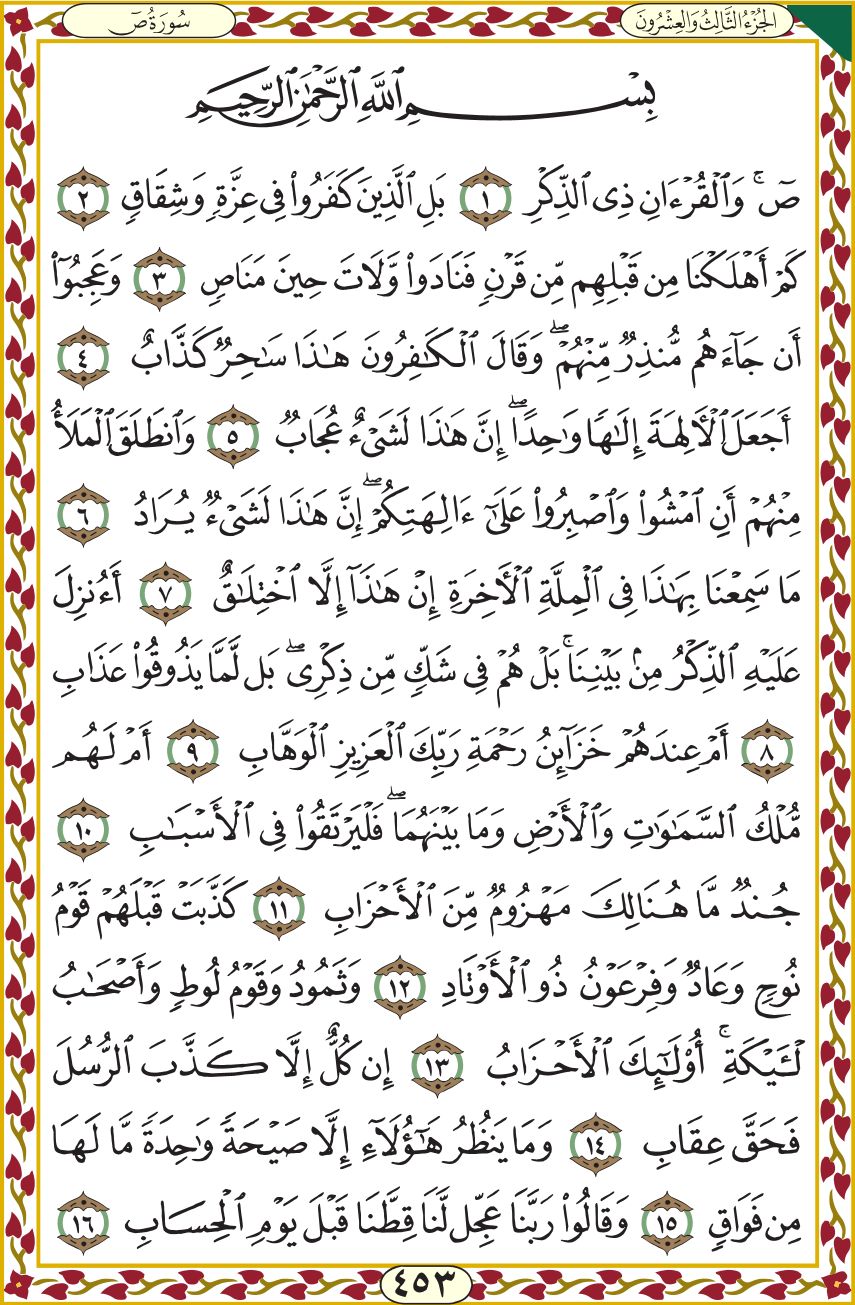 الجُزْءُ الثَّالِثُ وَالعِشْرُونَ
سُورَةُ صٓ
بِسْمِ ٱللَّهِ ٱلرَّحْمَٰنِ ٱلرَّحِيمِ
صٓۚ وَٱلْقُرْءَانِ ذِى ٱلذِّكْرِ ١ بَلِ ٱلَّذِينَ كَفَرُوا۟ فِى عِزَّةٍۢ وَشِقَاقٍۢ ٢
كَمْ أَهْلَكْنَا مِن قَبْلِهِم مِّن قَرْنٍۢ فَنَادَوا۟ وَّلَاتَ حِينَ مَنَاصٍۢ ٣ وَعَجِبُوٓا۟
أَن جَآءَهُم مُّنذِرٌۭ مِّنْهُمْۖ وَقَالَ ٱلْكَٰفِرُونَ هَٰذَا سَٰحِرٌۭ كَذَّابٌ ٤
أَجَعَلَ ٱلْءَالِهَةَ إِلَٰهًۭا وَٰحِدًاۖ إِنَّ هَٰذَا لَشَىْءٌ عُجَابٌۭ ٥ وَٱنطَلَقَ ٱلْمَلَأُ
مِنْهُمْ أَنِ ٱمْشُوا۟ وَٱصْبِرُوا۟ عَلَىٰٓ ءَالِهَتِكُمْۖ إِنَّ هَٰذَا لَشَىْءٌۭ يُرَادُ ٦
مَا سَمِعْنَا بِهَٰذَا فِى ٱلْمِلَّةِ ٱلْءَاخِرَةِ إِنْ هَٰذَآ إِلَّا ٱخْتِلَٰقٌ ٧ أَءُنزِلَ
عَلَيْهِ ٱلذِّكْرُ مِنۢ بَيْنِنَاۚ بَلْ هُمْ فِى شَكٍّۢ مِّن ذِكْرِىۖ بَل لَّمَّا يَذُوقُوا۟ عَذَابِ
٨ أَمْ عِندَهُمْ خَزَآئِنُ رَحْمَةِ رَبِّكَ ٱلْعَزِيزِ ٱلْوَهَّابِ ٩ أَمْ لَهُم
مُّلْكُ ٱلسَّمَٰوَٰتِ وَٱلْأَرْضِ وَمَا بَيْنَهُمَاۖ فَلْيَرْتَقُوا۟ فِى ٱلْأَسْبَٰبِ ١٠
جُندٌۭ مَّا هُنَالِكَ مَهْزُومٌۭ مِّنَ ٱلْأَحْزَابِ ١١ كَذَّبَتْ قَبْلَهُمْ قَوْمُ
نُوحٍۢ وَعَادٌۭ وَفِرْعَوْنُ ذُو ٱلْأَوْتَادِ ١٢ وَثَمُودُ وَقَوْمُ لُوطٍۢ وَأَصْحَٰبُ
لْـَٔيْكَةِۚ أُو۟لَٰٓئِكَ ٱلْأَحْزَابُ ١٣ إِن كُلٌّ إِلَّا كَذَّبَ ٱلرُّسُلَ
فَحَقَّ عِقَابِ ١٤ وَمَا يَنظُرُ هَٰٓؤُلَآءِ إِلَّا صَيْحَةًۭ وَٰحِدَةًۭ مَّا لَهَا
مِن فَوَاقٍۢ ١٥ وَقَالُوا۟ رَبَّنَا عَجِّل لَّنَا قِطَّنَا قَبْلَ يَوْمِ ٱلْحِسَابِ ١٦
٤٥٣